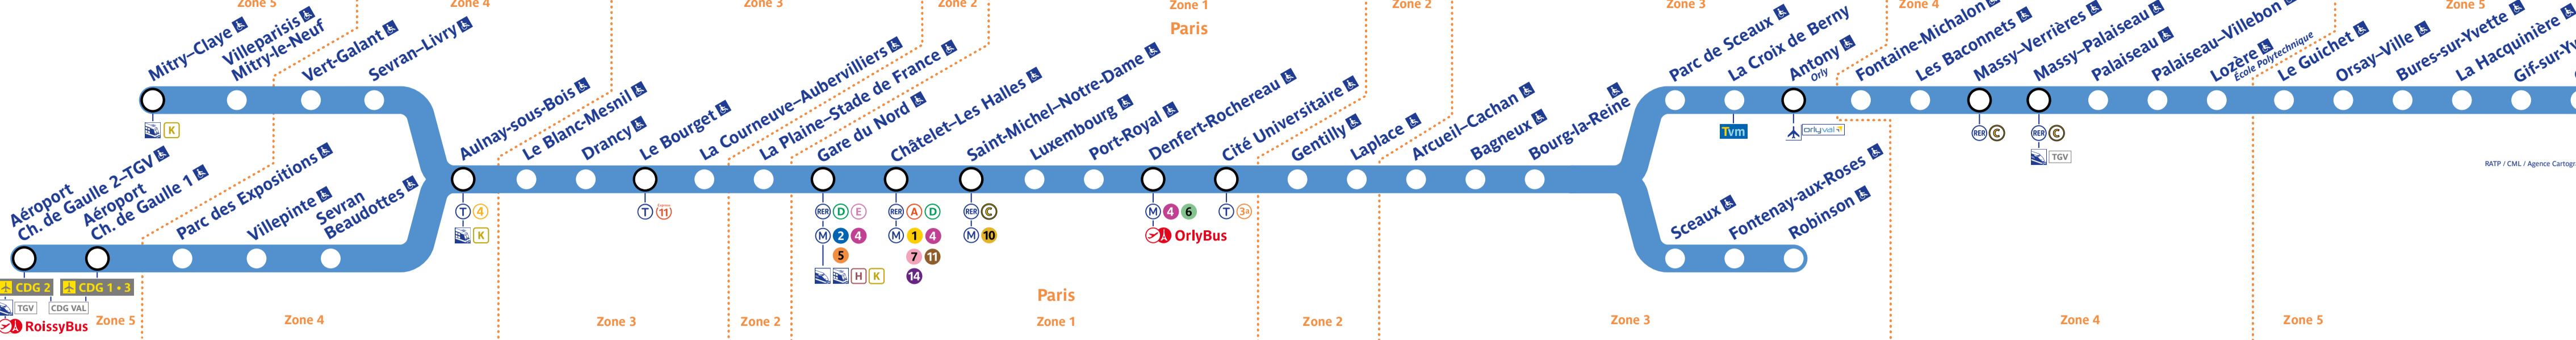 Zone 5
Zone 4
Zone 3
Zone 2
Zone 1
Zone 2
Zone 3
Zone 4
Zone 5
Paris
Mitry–Claye
Villeparisis
Mitry-le-Neuf
Vert-Galant
Sevran–Livry
K
Aéroport
Ch. de Gaulle 2–TGV
Aéroport
Ch. de Gaulle 1
Parc des Expositions
Villepinte
Sevran
Beaudottes
CDG 2
CDG 1 • 3
TGV
CDG VAL
RoissyBus
Aulnay-sous-Bois
T 4
K
Le Blanc-Mesnil
Drancy
Le Bourget
T 11
La Courneuve–Aubervilliers
La Plaine–Stade de France
Gare du Nord
RER D E
M 2 4
5
H K
Châtelet–Les Halles
RER A D
M 1 4
7 11
14
Saint-Michel–Notre-Dame
RER C
M 10
Luxembourg
Port-Royal
Denfert-Rochereau
M 4 6
OrlyBus
Cité Universitaire
T 3a
Gentilly
Laplace
Arcueil–Cachan
Bagneux
Bourg-la-Reine
Parc de Sceaux
La Croix de Berny
Tvm
Antony
Orly
orlyval
Fontaine-Michalon
Les Baconnets
Massy–Verrières
RER C
Massy–Palaiseau
RER C
TGV
Palaiseau
Palaiseau–Villebon
Lozère
École Polytechnique
Le Guichet
Orsay–Ville
Bures-sur-Yvette
La Hacquinière
Gif-sur-Yv
Sceaux
Fontenay-aux-Roses
Robinson
RATP / CML / Agence Cartogr
Paris
Zone 5
Zone 4
Zone 3
Zone 2
Zone 1
Zone 2
Zone 3
Zone 4
Zone 5